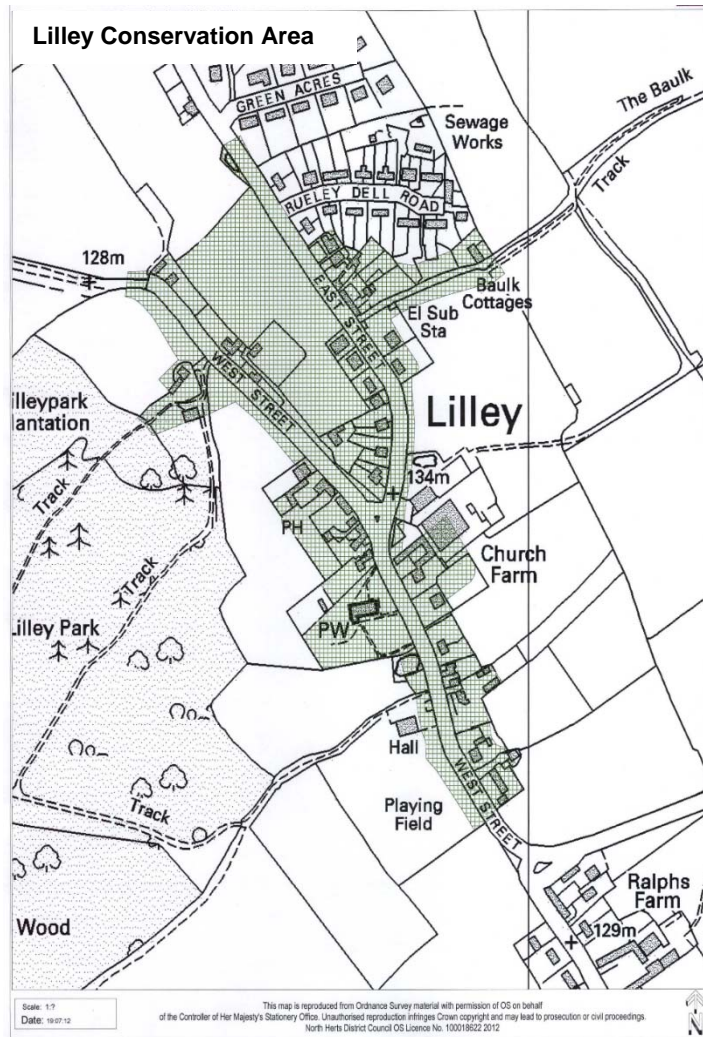 Lilley Conservation Area
GREEN ACRES
Sewage
Works
The Baulk
Track
RUELEY DELL ROAD
128m
EAST STREET
Baulk
Cottages
El Sub
Sta
WEST STREET
illeypark
lantation
Lilley
Track
134m
PH
Church
Farm
Track
Lilley Park
PW
Hall
WEST STREET
Playing
Field
Track
Ralphs
Farm
Wood
129m
Scale: 1:?
Date: 19:07:12
This map is reproduced from Ordnance Survey material with permission of OS on behalf
of the Controller of Her Majesty's Stationery Office. Unauthorised reproduction infringes Crown copyright and may lead to prosecution or civil proceedings.
North Herts District Council OS Licence No. 100018622 2012
N